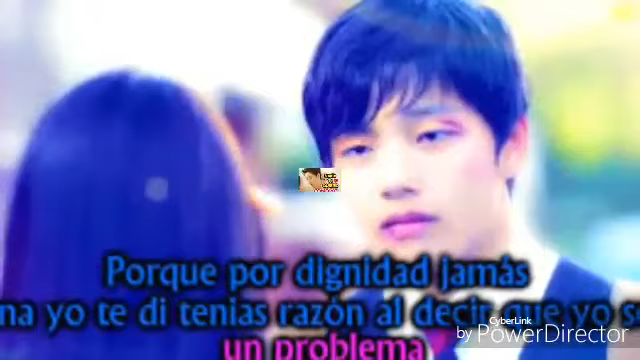 Porque por dignidad jamás
na yo te di tenias razón al decir que yo s
un problema
CyberLink
by PowerDirector